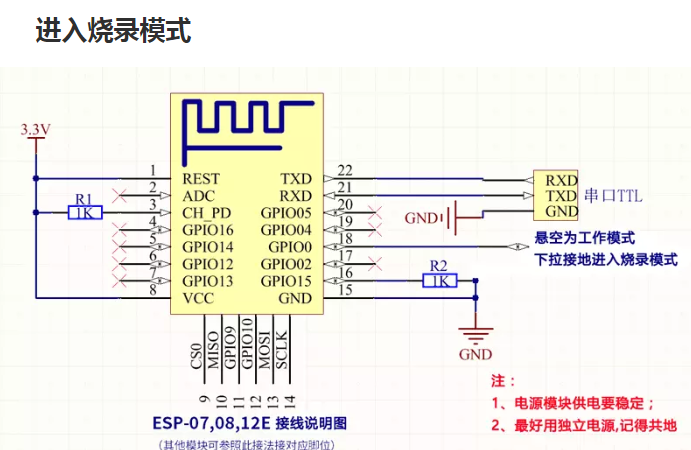 进入烧录模式
3.3V
R1
1K
1 REST TXD 22
2 ADC RXD 21
3 CH_PD GPIO05 20
4 GPIO16 GPIO04 19
5 GPIO14 GPIO0 18
6 GPIO12 GPIO02 17
7 GPIO13 GPIO15 16
8 VCC GND 15
RXD
TXD
GND
串口TTL
GND
悬空为工作模式
下拉接地进入烧录模式
R2
1K
GND
CS0
MISO
GPIO9
GPIO10
MOSI
SCLK
9 10 11 12 13 14
ESP-07,08,12E 接线说明图
（其他模块可参照此接法接对应脚位）
注：
1、电源模块供电要稳定；
2、最好用独立电源,记得共地